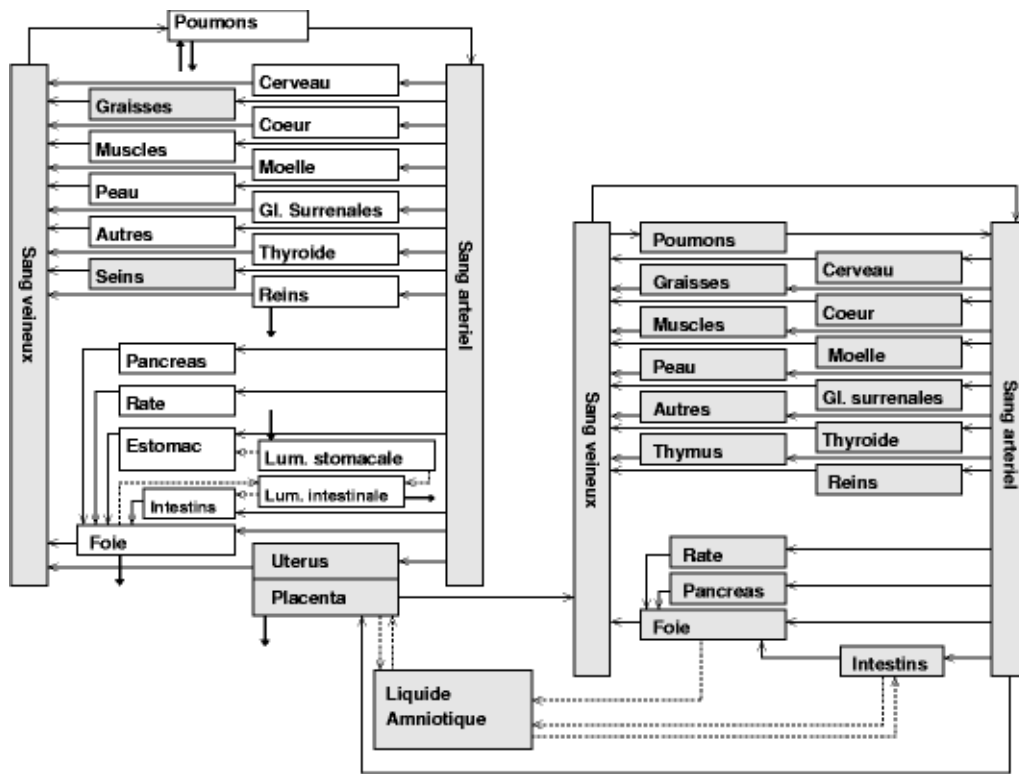 Poumons
Cerveau
Graisses
Coeur
Muscles
Moelle
Peau
Gl. Surrenales
Autres
Thyroide
Seins
Reins
Sang veineux
Sang arteriel
Pancreas
Rate
Estomac
Lum. stomacale
Lum. intestinale
Intestins
Foie
Uterus
Placenta
Liquide
Amniotique
Poumons
Cerveau
Graisses
Coeur
Muscles
Moelle
Peau
Gl. surrenales
Autres
Thyroide
Thymus
Reins
Sang veineux
Sang arteriel
Rate
Pancreas
Foie
Intestins